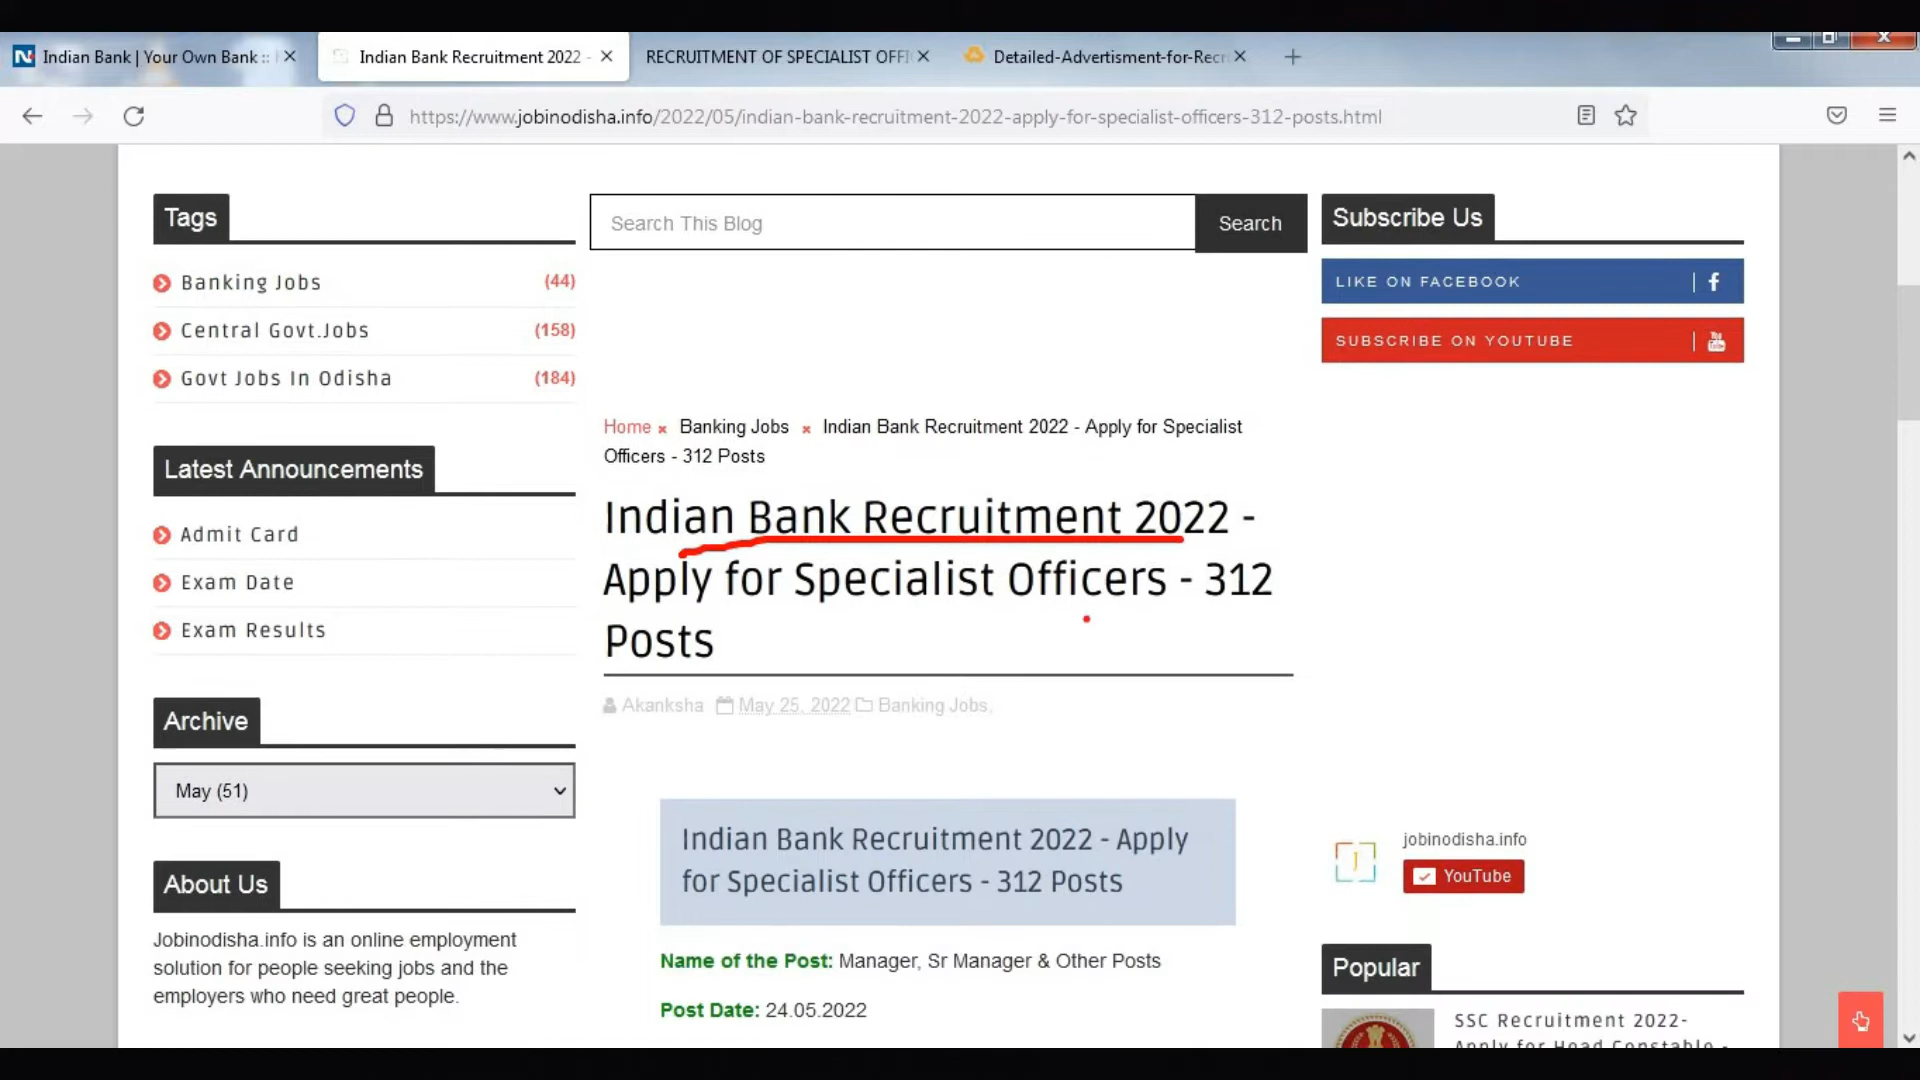 Indian Bank | Your Own Bank ::
Indian Bank Recruitment 2022 -
RECRUITMENT OF SPECIALIST OFFI
Detailed-Advertisment-for-Recr
https://www.jobinodisha.info/2022/05/indian-bank-recruitment-2022-apply-for-specialist-officers-312-posts.html
Tags
Banking Jobs (44)
Central Govt.Jobs (158)
Govt Jobs In Odisha (184)
Latest Announcements
Admit Card
Exam Date
Exam Results
Archive
May (51)
About Us
Jobinodisha.info is an online employment
solution for people seeking jobs and the
employers who need great people.
Search This Blog
Search
Home × Banking Jobs × Indian Bank Recruitment 2022 - Apply for Specialist
Officers - 312 Posts
Indian Bank Recruitment 2022 -
Apply for Specialist Officers - 312
Posts
Akanksha May 25, 2022 Banking Jobs,
Indian Bank Recruitment 2022 - Apply
for Specialist Officers - 312 Posts
Name of the Post: Manager, Sr Manager & Other Posts
Post Date: 24.05.2022
Subscribe Us
LIKE ON FACEBOOK
SUBSCRIBE ON YOUTUBE
J
jobinodisha.info
YouTube
Popular
SSC Recruitment 2022-
Apply for Head Constable -